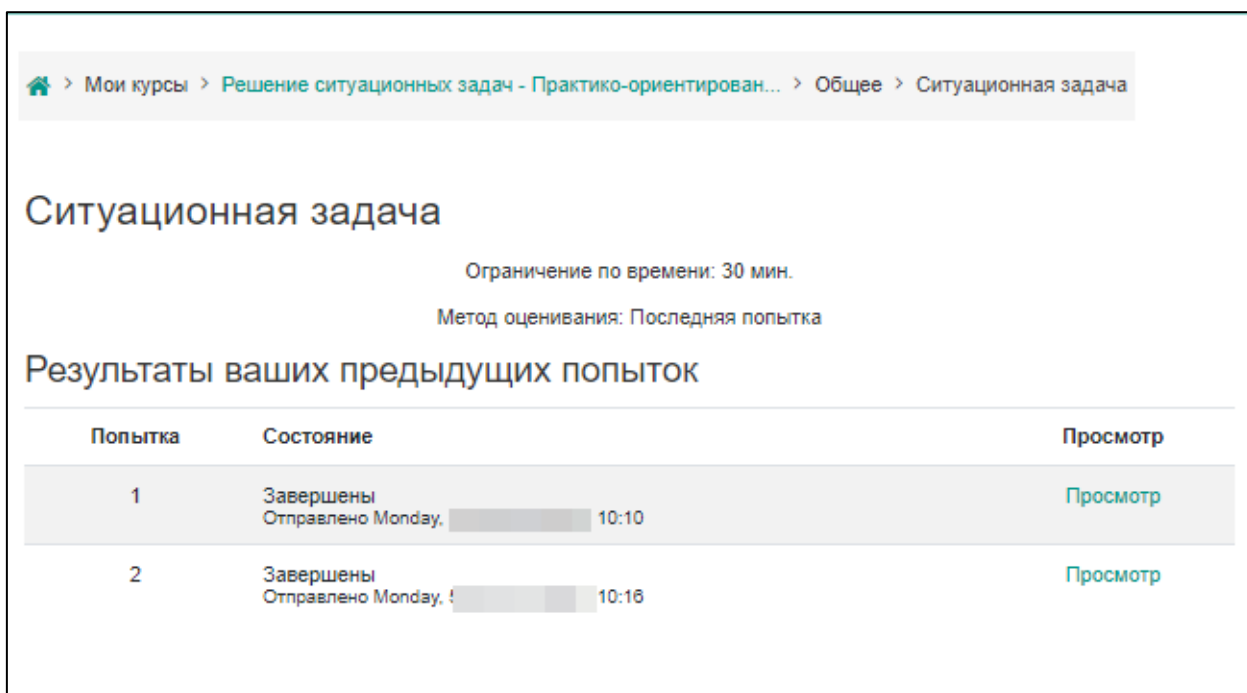 > Мои курсы > Решение ситуационных задач - Практико-ориентирован... > Общее > Ситуационная задача
Ситуационная задача
Ограничение по времени: 30 мин.
Метод оценивания: Последняя попытка
Результаты ваших предыдущих попыток
Попытка Состояние Просмотр
1 Завершены Просмотр
Отправлено Monday, 10:10
2 Завершены Просмотр
Отправлено Monday, 10:16